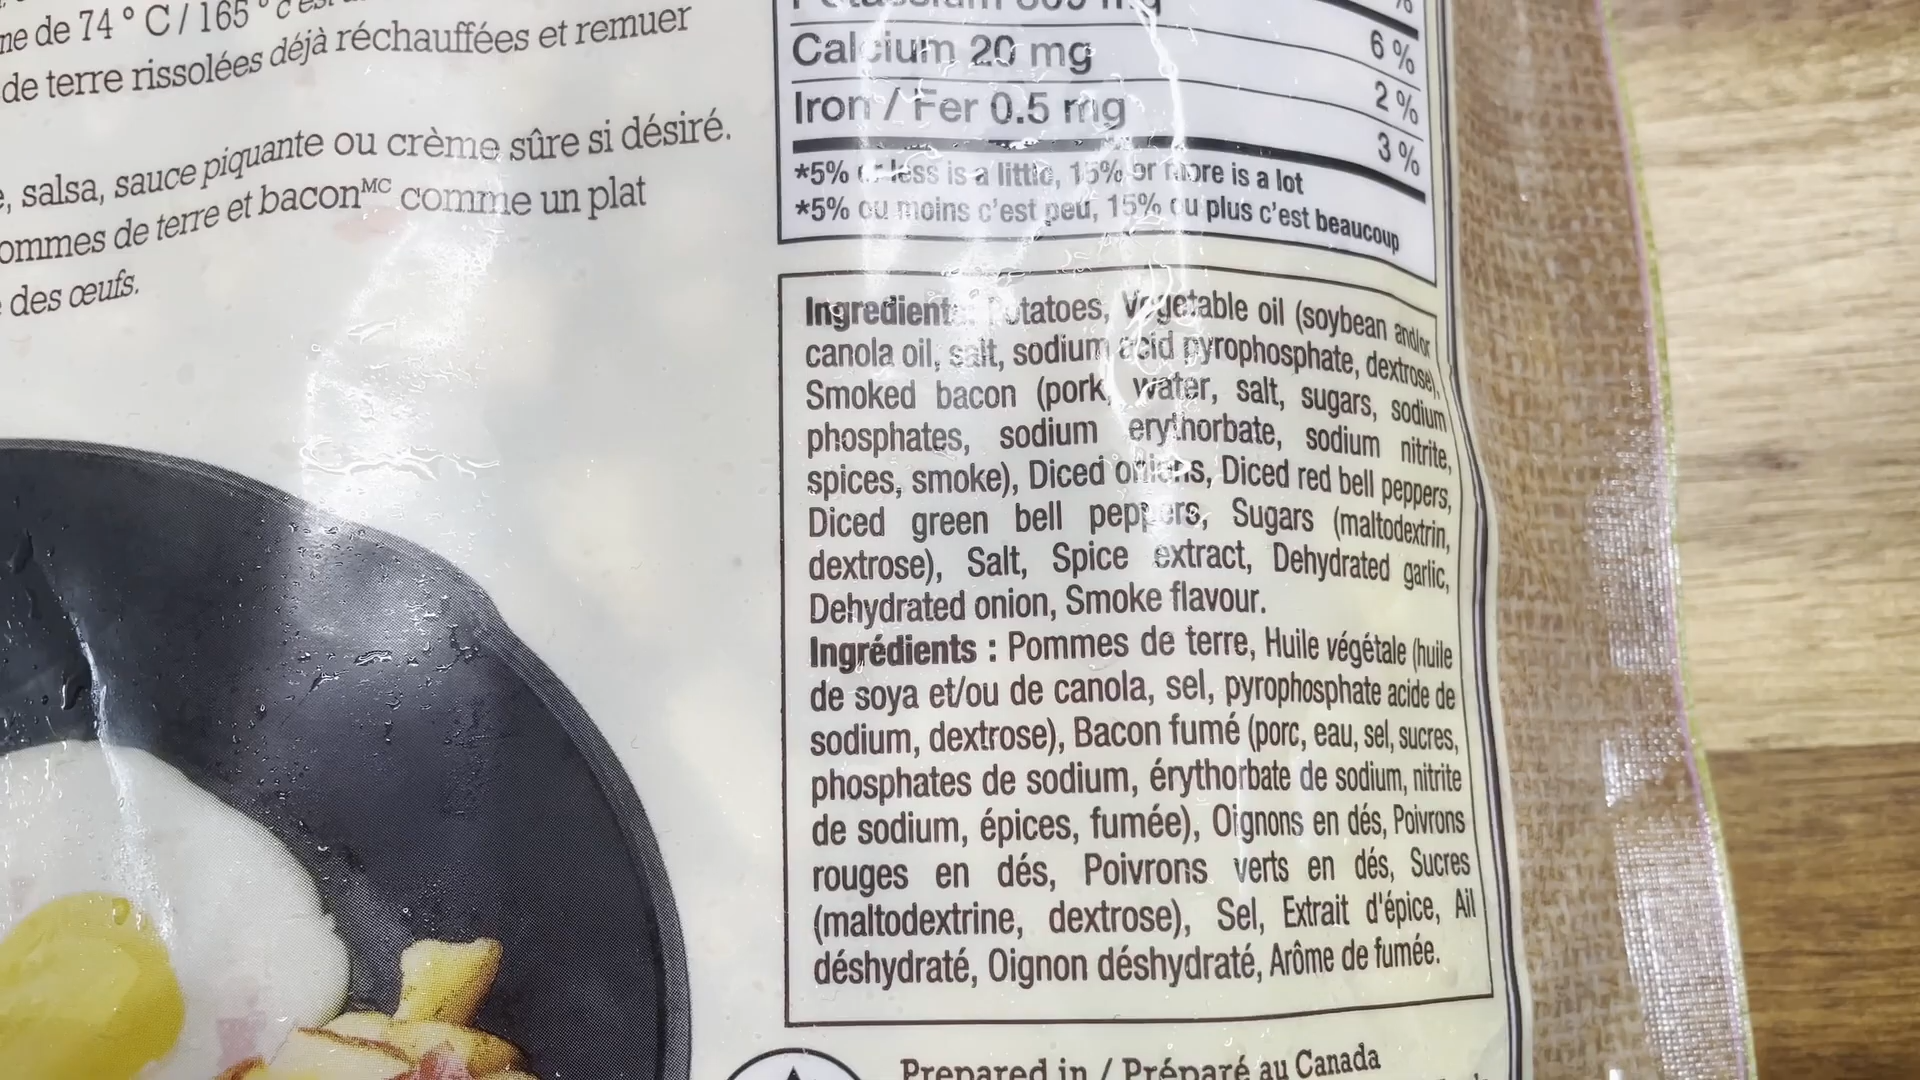 ne de 74 ° C / 165 ° c'est
de terre rissolées déjà réchauffées et remuer
, salsa, sauce piquante ou crème sûre si désiré.
ommes de terre et baconMC comme un plat
des œufs.
6 %
Calcium 20 mg 2 %
Iron / Fer 0.5 mg 3 %
*5% or less is a little, 15% or more is a lot
*5% ou moins c'est peu, 15% ou plus c'est beaucoup
Ingredients: Potatoes, Vegetable oil (soybean and/or
canola oil, salt, sodium acid pyrophosphate, dextrose),
Smoked bacon (pork, water, salt, sugars, sodium
phosphates, sodium erythorbate, sodium nitrite,
spices, smoke), Diced onions, Diced red bell peppers,
Diced green bell peppers, Sugars (maltodextrin,
dextrose), Salt, Spice extract, Dehydrated garlic,
Dehydrated onion, Smoke flavour.
Ingrédients : Pommes de terre, Huile végétale (huile
de soya et/ou de canola, sel, pyrophosphate acide de
sodium, dextrose), Bacon fumé (porc, eau, sel, sucres,
phosphates de sodium, érythorbate de sodium, nitrite
de sodium, épices, fumée), Oignons en dés, Poivrons
rouges en dés, Poivrons verts en dés, Sucres
(maltodextrine, dextrose), Sel, Extrait d'épice, Ail
déshydraté, Oignon déshydraté, Arôme de fumée.
Prepared in / Préparé au Canada